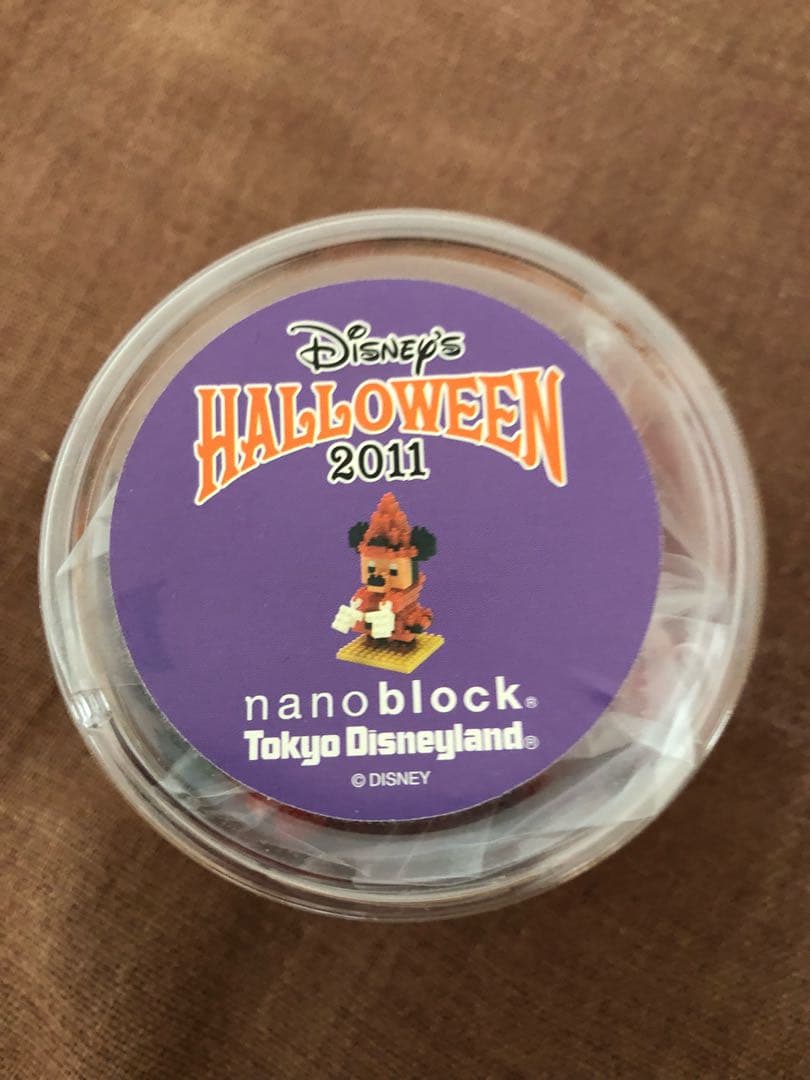 Disney's
HALLOWEEN
2011
nanoblock®
Tokyo Disneyland®
© DISNEY